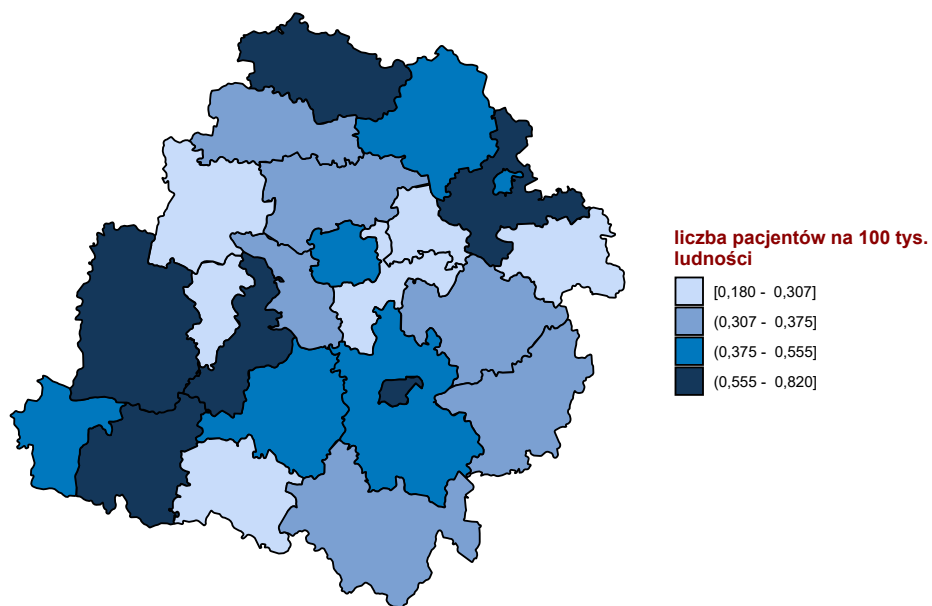 liczba pacjentów na 100 tys.
ludności
[0,180 - 0,307]
(0,307 - 0,375]
(0,375 - 0,555]
(0,555 - 0,820]